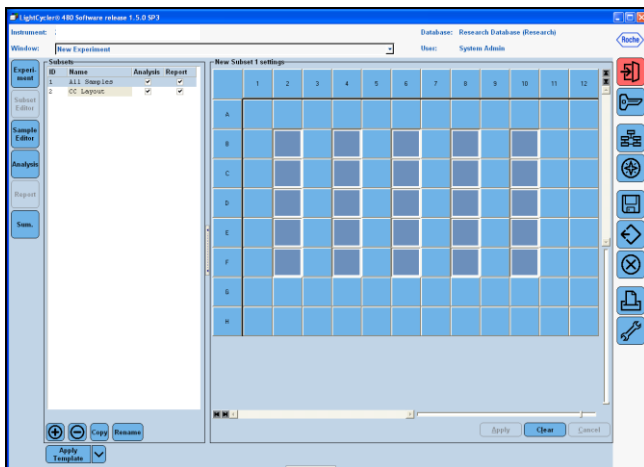 LightCycler® 480 Software release 1.5.0 SP3
Instrument: Database: Research Database (Research)
Window: New Experiment User: System Admin
Roche
Subsets
ID Name Analysis Report
1 All Samples
2 CC Layout
New Subset 1 settings
1 2 3 4 5 6 7 8 9 10 11 12
A
B
C
D
E
F
G
H
Experi-
ment
Subset
Editor
Sample
Editor
Analysis
Report
Sum.
Copy Rename
Apply
Template
Apply Clear Cancel